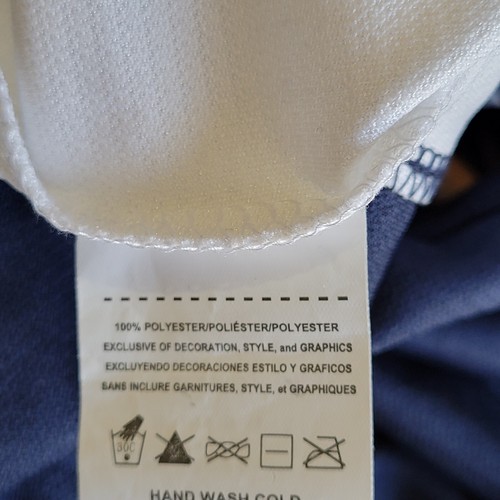 100% POLYESTER/POLIÉSTER/POLYESTER
EXCLUSIVE OF DECORATION, STYLE, and GRAPHICS
EXCLUYENDO DECORACIONES ESTILO Y GRAFICOS
SANS INCLURE GARNITURES, STYLE, et GRAPHIQUES
30C
HAND WASH COLD